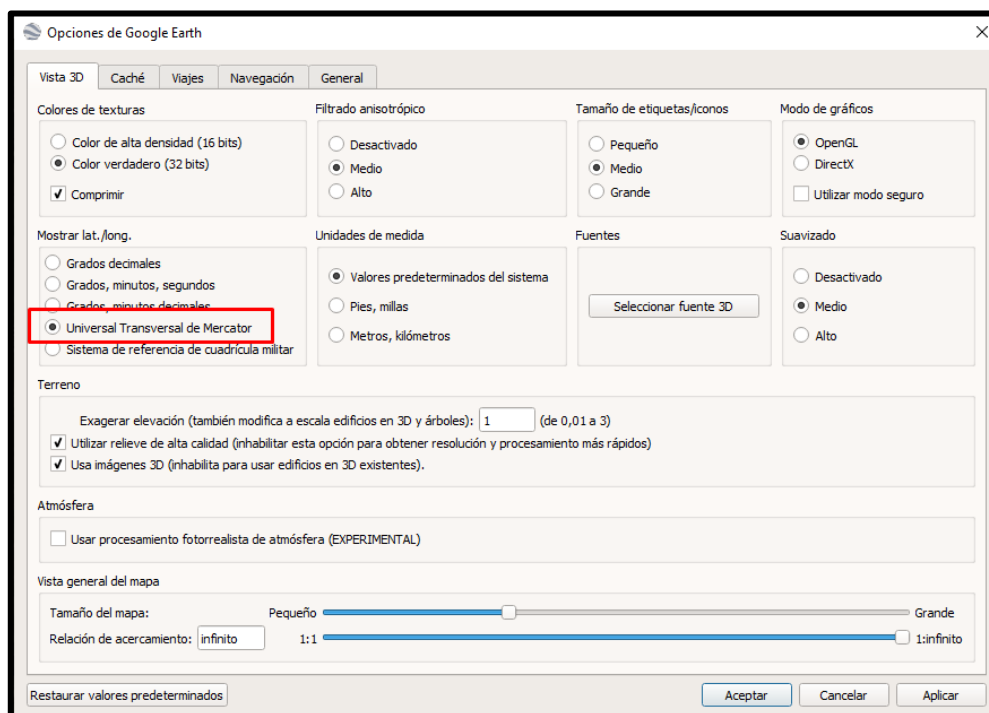 Opciones de Google Earth
Vista 3D Caché Viajes Navegación General
Colores de texturas
Color de alta densidad (16 bits)
Color verdadero (32 bits)
Comprimir
Filtrado anisotrópico
Desactivado
Medio
Alto
Tamaño de etiquetas/iconos
Pequeño
Medio
Grande
Modo de gráficos
OpenGL
DirectX
Utilizar modo seguro
Mostrar lat./long.
Grados decimales
Grados, minutos, segundos
Grados, minutos decimales
Universal Transversal de Mercator
Sistema de referencia de cuadrícula militar
Unidades de medida
Valores predeterminados del sistema
Pies, millas
Metros, kilómetros
Fuentes
Seleccionar fuente 3D
Suavizado
Desactivado
Medio
Alto
Terreno
Exagerar elevación (también modifica a escala edificios en 3D y árboles): 1 (de 0,01 a 3)
Utilizar relieve de alta calidad (inhabilitar esta opción para obtener resolución y procesamiento más rápidos)
Usa imágenes 3D (inhabilita para usar edificios en 3D existentes).
Atmósfera
Usar procesamiento fotorrealista de atmósfera (EXPERIMENTAL)
Vista general del mapa
Tamaño del mapa: Pequeño Grande
Relación de acercamiento: infinito 1:1 1:infinito
Restaurar valores predeterminados Aceptar Cancelar Aplicar